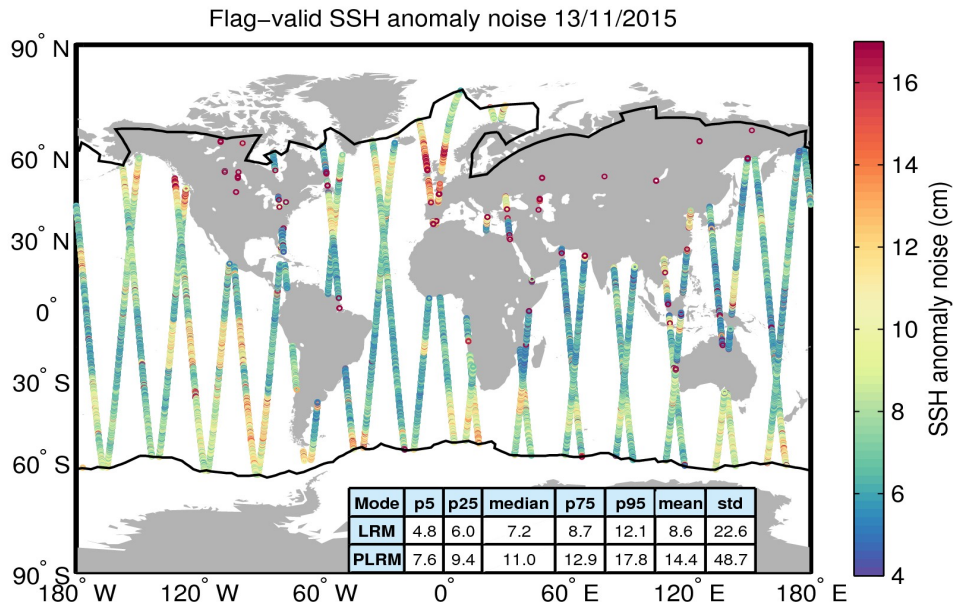 Flag−valid SSH anomaly noise 13/11/2015
90° N
60° N
30° N
0°
30° S
60° S
90° S
180° W
120° W
60° W
0°
60° E
120° E
180° E
Mode p5 p25 median p75 p95 mean std
LRM 4.8 6.0 7.2 8.7 12.1 8.6 22.6
PLRM 7.6 9.4 11.0 12.9 17.8 14.4 48.7
16
14
12
10
8
6
4
SSH anomaly noise (cm)